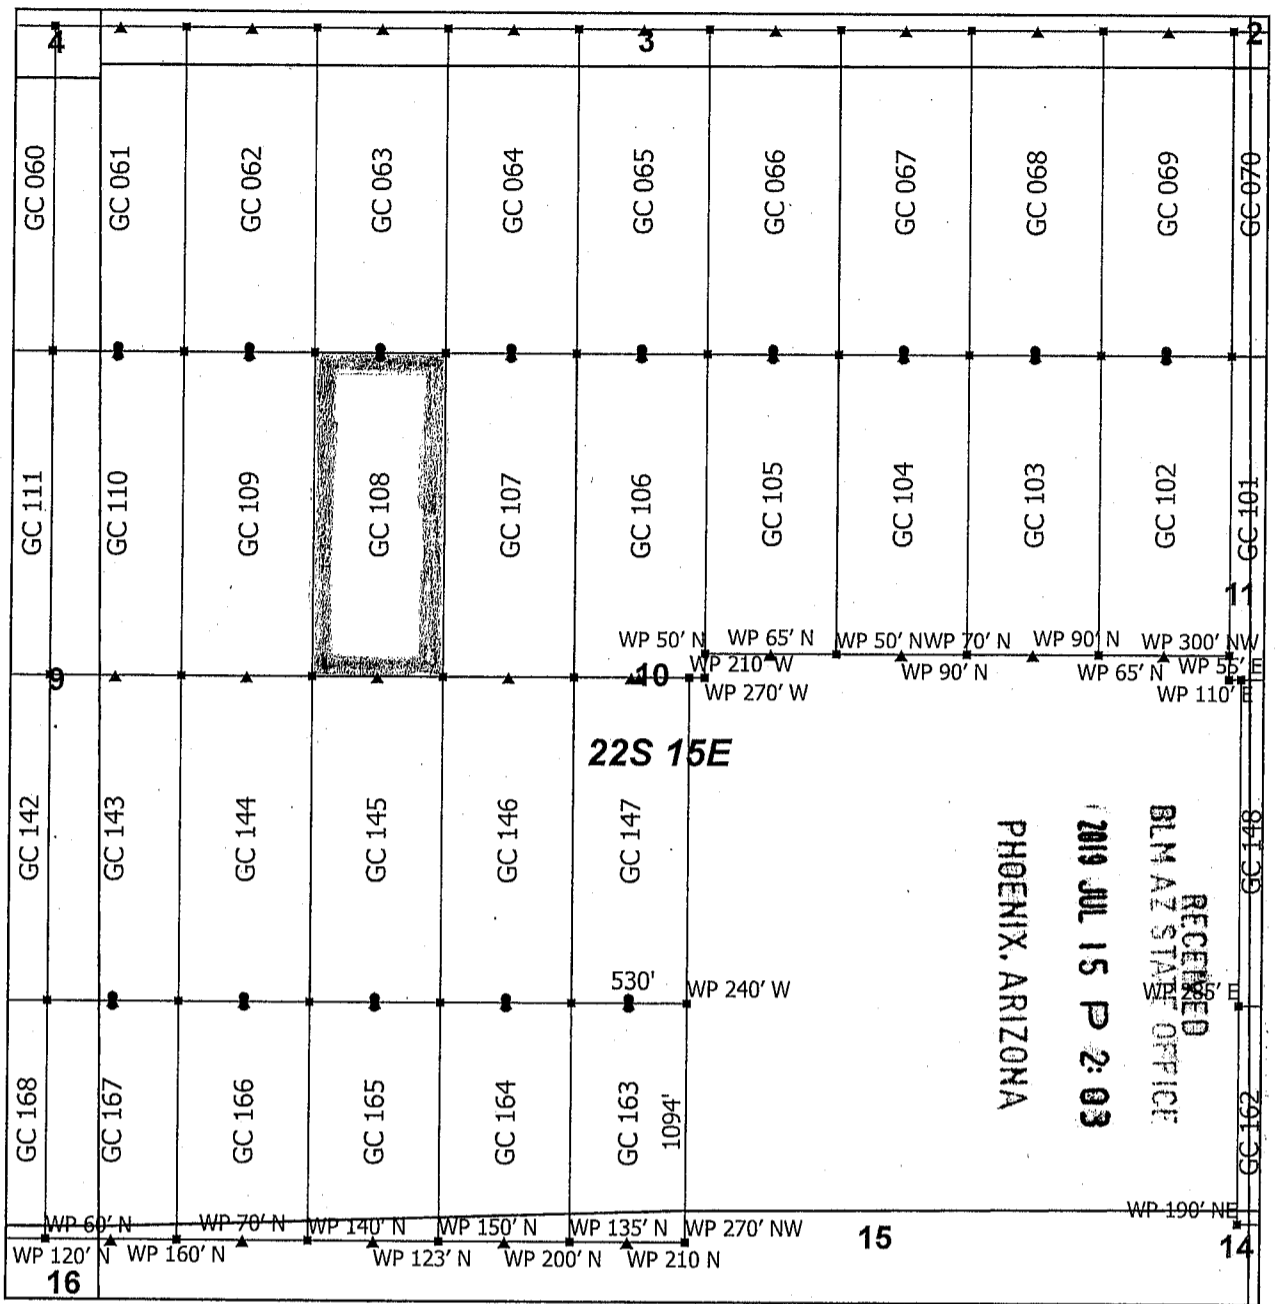 4 3 2
GC 060 GC 061 GC 062 GC 063 GC 064 GC 065 GC 066 GC 067 GC 068 GC 069 GC 070
GC 111 GC 110 GC 109 GC 108 GC 107 GC 106 GC 105 GC 104 GC 103 GC 102 GC 101
11
WP 50' N WP 65' N WP 50' N WP 70' N WP 90' N WP 300' NW
9 10 WP 210' W WP 90' N WP 65' N WP 55' E
WP 270' W WP 110' E
22S 15E
GC 142 GC 143 GC 144 GC 145 GC 146 GC 147 GC 148
RECEIVED
BLM AZ STATE OFFICE
2019 JUL 15 P 2:03
PHOENIX, ARIZONA
530' WP 240' W WP 285' E
GC 168 GC 167 GC 166 GC 165 GC 164 GC 163 1094' GC 162
WP 190' NE
WP 60' N WP 70' N WP 140' N WP 150' N WP 135' N WP 270' NW 15 14
WP 120' N WP 160' N WP 123' N WP 200' N WP 210 N
16